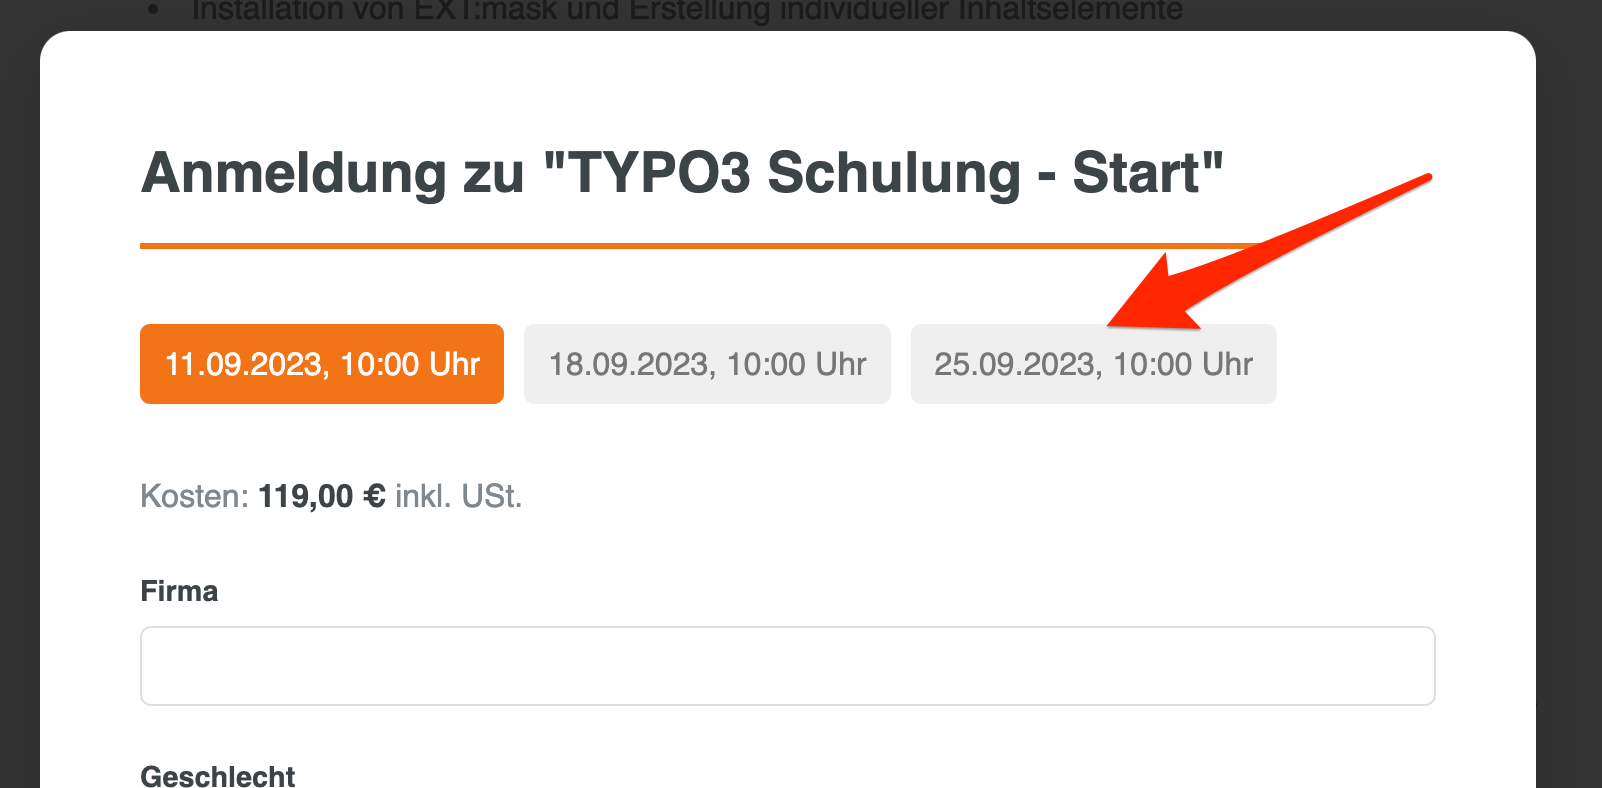 • Installation von EXT:mask und Erstellung individueller Inhaltselemente
Anmeldung zu "TYPO3 Schulung - Start"
11.09.2023, 10:00 Uhr
18.09.2023, 10:00 Uhr
25.09.2023, 10:00 Uhr
Kosten: 119,00 € inkl. USt.
Firma
Geschlecht